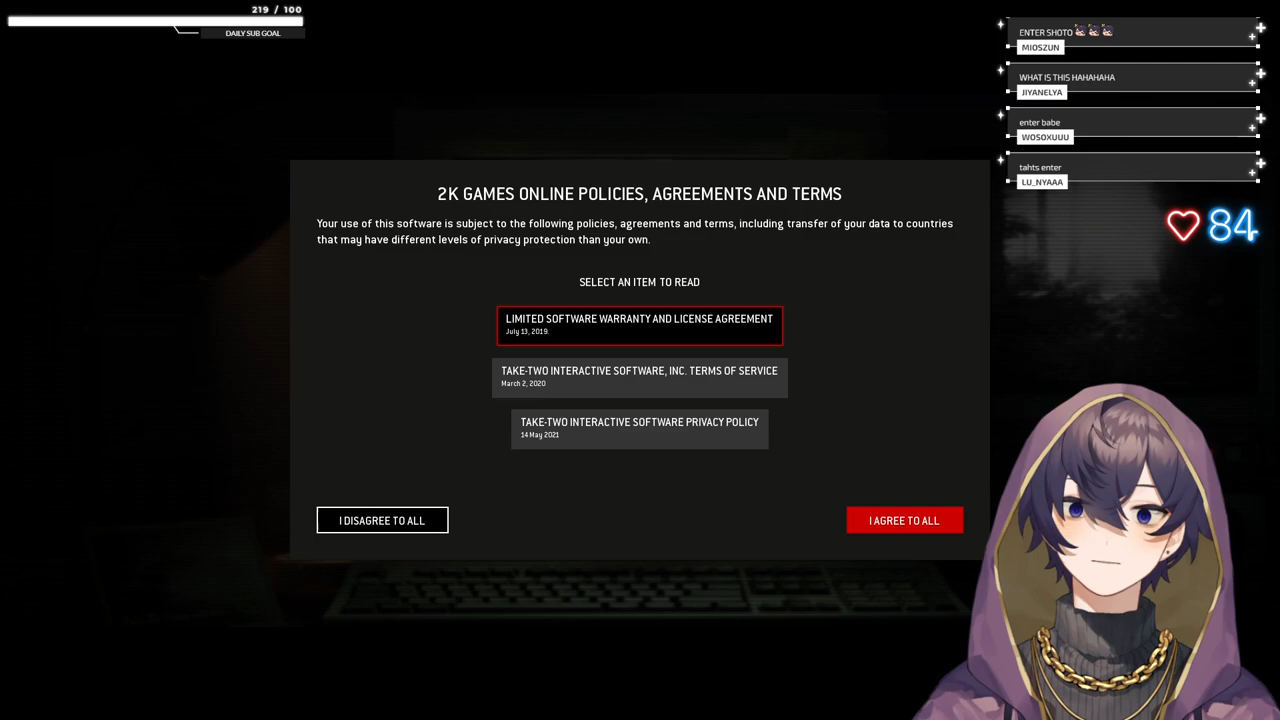 219 / 100
DAILY SUB GOAL
ENTER SHOTO
MIOSZUN
WHAT IS THIS HAHAHAHA
JIYANELYA
enter babe
WOSOXUUU
tahts enter
LU_NYAAA
84
2K GAMES ONLINE POLICIES, AGREEMENTS AND TERMS
Your use of this software is subject to the following policies, agreements and terms, including transfer of your data to countries
that may have different levels of privacy protection than your own.
SELECT AN ITEM TO READ
LIMITED SOFTWARE WARRANTY AND LICENSE AGREEMENT
July 13, 2019.
TAKE-TWO INTERACTIVE SOFTWARE, INC. TERMS OF SERVICE
March 2, 2020
TAKE-TWO INTERACTIVE SOFTWARE PRIVACY POLICY
14 May 2021
I DISAGREE TO ALL
I AGREE TO ALL